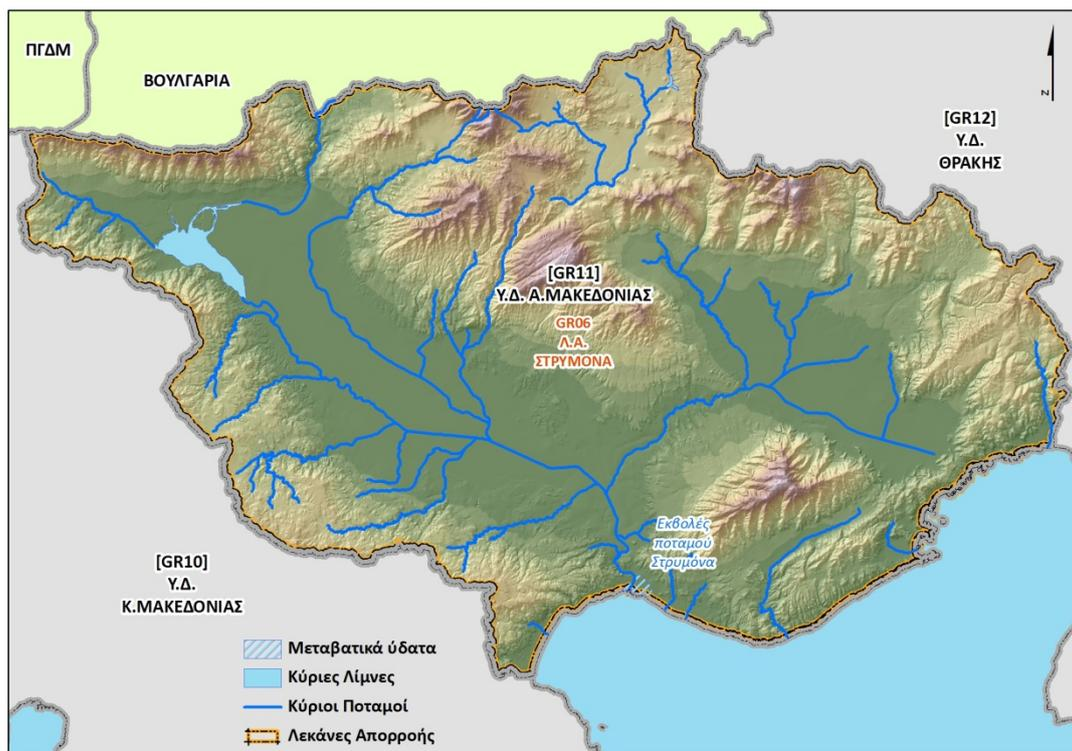 ΠΓΔΜ
ΒΟΥΛΓΑΡΙΑ
[GR12]
Υ.Δ.
ΘΡΑΚΗΣ
[GR11]
Υ.Δ. Α.ΜΑΚΕΔΟΝΙΑΣ
GR06
Λ.Α.
ΣΤΡΥΜΟΝΑ
Εκβολές
ποταμού
Στρυμόνα
[GR10]
Υ.Δ.
Κ.ΜΑΚΕΔΟΝΙΑΣ
Μεταβατικά ύδατα
Κύριες Λίμνες
Κύριοι Ποταμοί
Λεκάνες Απορροής
z